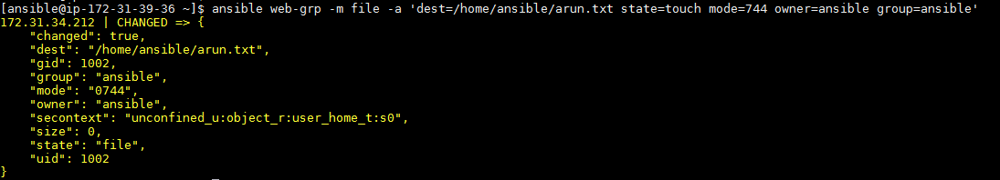 [ansible@ip-172-31-39-36 ~]$ ansible web-grp -m file -a 'dest=/home/ansible/arun.txt state=touch mode=744 owner=ansible group=ansible'
172.31.34.212 | CHANGED => {
    "changed": true,
    "dest": "/home/ansible/arun.txt",
    "gid": 1002,
    "group": "ansible",
    "mode": "0744",
    "owner": "ansible",
    "secontext": "unconfined_u:object_r:user_home_t:s0",
    "size": 0,
    "state": "file",
    "uid": 1002
}